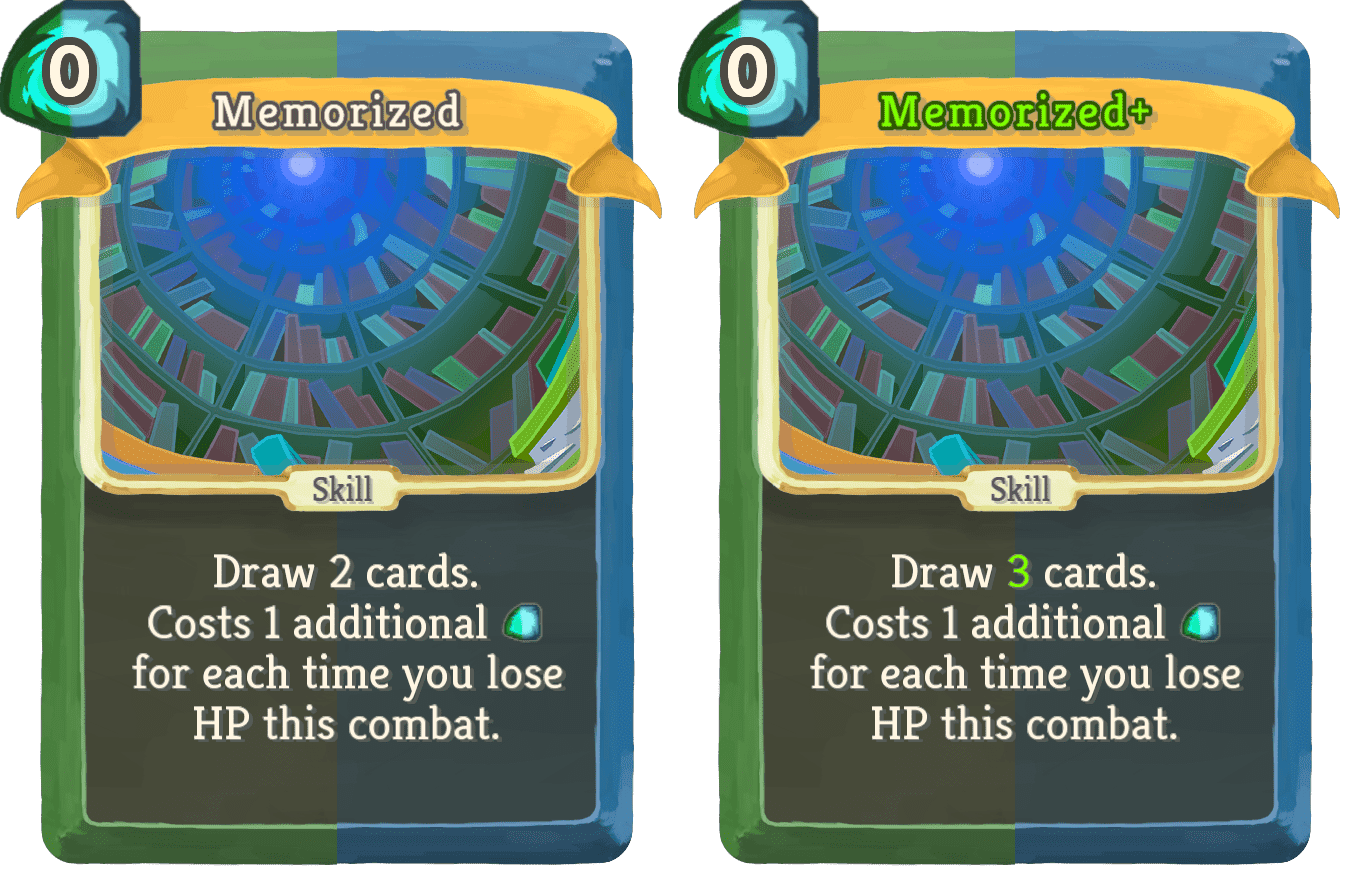 0
Memorized
Skill
Draw 2 cards.
Costs 1 additional
for each time you lose
HP this combat.
0
Memorized+
Skill
Draw 3 cards.
Costs 1 additional
for each time you lose
HP this combat.